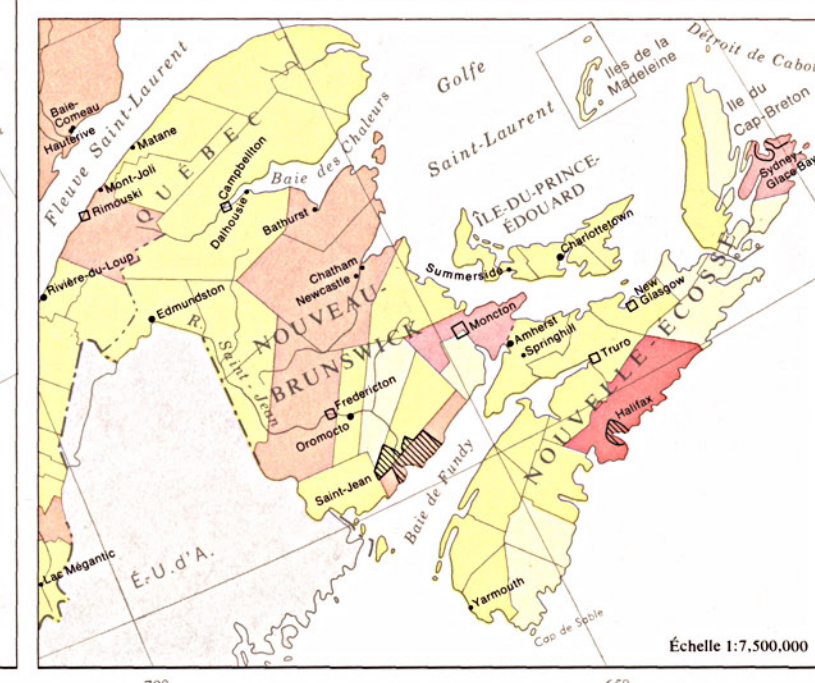 Détroit de Cabot
Golfe
Saint-Laurent
Iles de la
Madeleine
Ile du
Cap-Breton
Sydney
Glace Bay
Baie-
Comeau
Hauterive
Fleuve Saint-Laurent
Matane
Mont-Joli
Rimouski
QUÉBEC
Campbellton
Dalhousie
Baie des Chaleurs
Bathurst
ÎLE-DU-PRINCE-
ÉDOUARD
Charlottetown
Summerside
Rivière-du-Loup
Edmundston
Chatham
Newcastle
NOUVEAU-
BRUNSWICK
R. Saint-Jean
Moncton
New
Glasgow
Amherst
Springhill
Truro
NOUVELLE-ÉCOSSE
Halifax
Fredericton
Oromocto
Saint-Jean
Baie de Fundy
É.-U.d'A.
Lac Mégantic
Yarmouth
Cap de Sable
Échelle 1:7,500,000